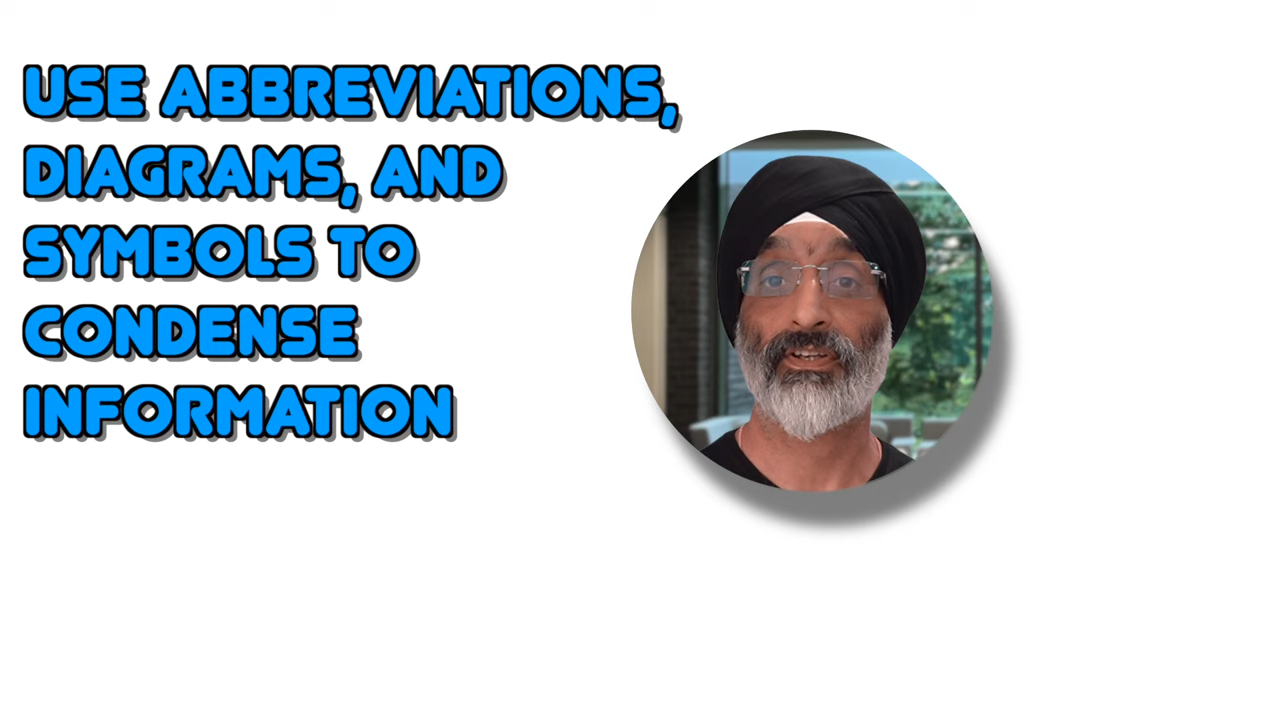 USE ABBREVIATIONS,
DIAGRAMS, AND
SYMBOLS TO
CONDENSE
INFORMATION